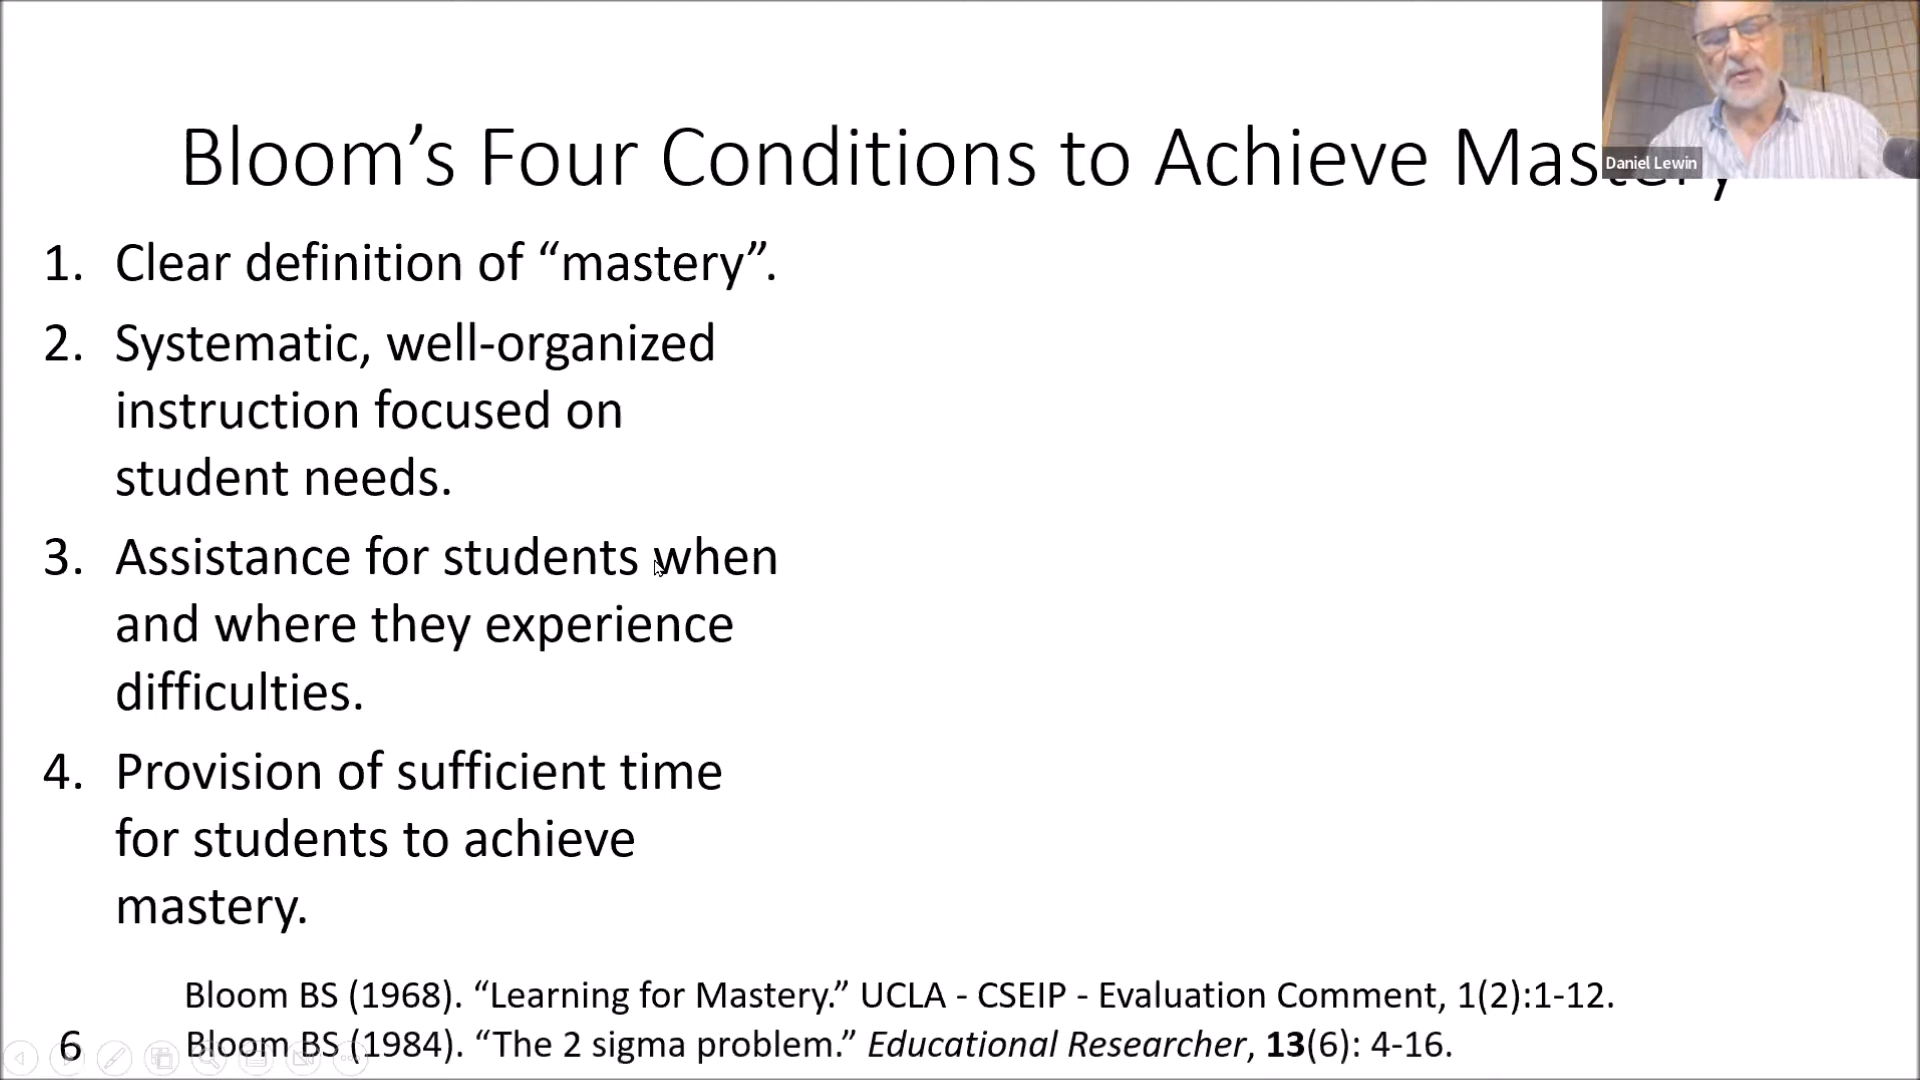 Bloom's Four Conditions to Achieve Mastery
Daniel Lewin
1. Clear definition of “mastery”.
2. Systematic, well-organized
instruction focused on
student needs.
3. Assistance for students when
and where they experience
difficulties.
4. Provision of sufficient time
for students to achieve
mastery.
Bloom BS (1968). “Learning for Mastery.” UCLA - CSEIP - Evaluation Comment, 1(2):1-12.
6
Bloom BS (1984). “The 2 sigma problem.” Educational Researcher, 13(6): 4-16.